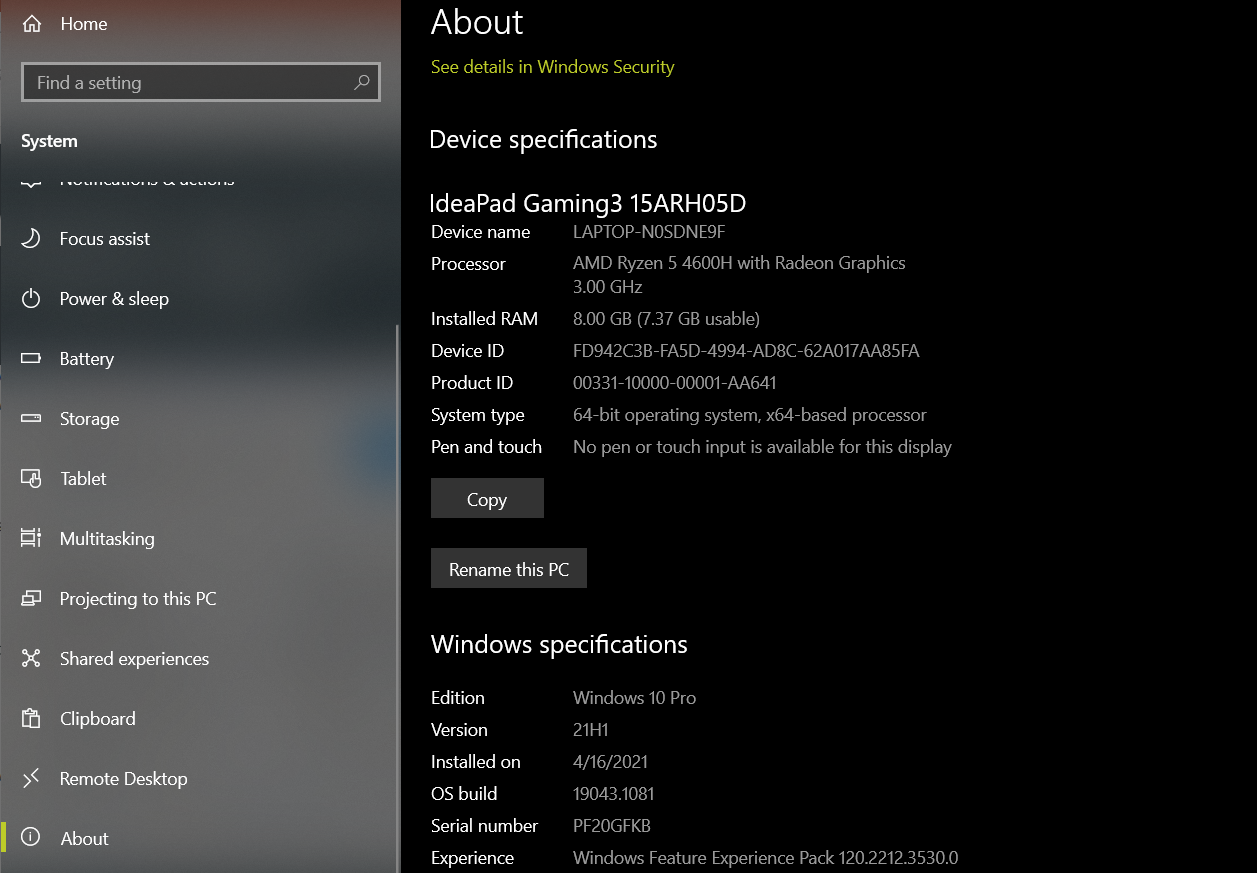 Home
Find a setting
System
Notifications & actions
Focus assist
Power & sleep
Battery
Storage
Tablet
Multitasking
Projecting to this PC
Shared experiences
Clipboard
Remote Desktop
About
About
See details in Windows Security
Device specifications
IdeaPad Gaming3 15ARH05D
Device name LAPTOP-N0SDNE9F
Processor AMD Ryzen 5 4600H with Radeon Graphics
3.00 GHz
Installed RAM 8.00 GB (7.37 GB usable)
Device ID FD942C3B-FA5D-4994-AD8C-62A017AA85FA
Product ID 00331-10000-00001-AA641
System type 64-bit operating system, x64-based processor
Pen and touch No pen or touch input is available for this display
Copy
Rename this PC
Windows specifications
Edition Windows 10 Pro
Version 21H1
Installed on 4/16/2021
OS build 19043.1081
Serial number PF20GFKB
Experience Windows Feature Experience Pack 120.2212.3530.0